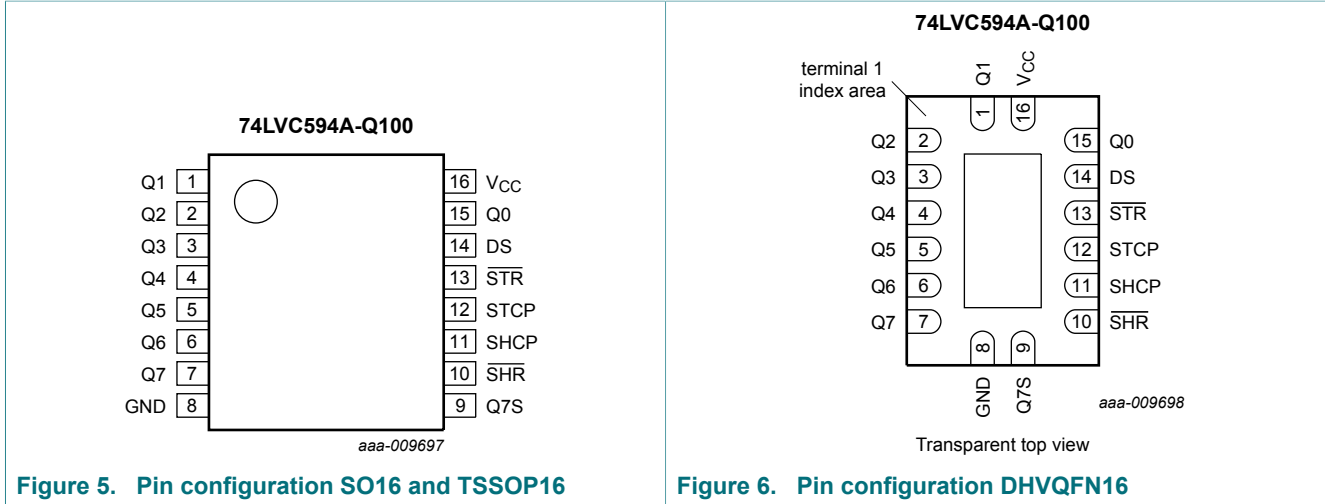 74LVC594A-Q100
Q1 1
Q2 2
Q3 3
Q4 4
Q5 5
Q6 6
Q7 7
GND 8
16 VCC
15 Q0
14 DS
13 STR
12 STCP
11 SHCP
10 SHR
9 Q7S
aaa-009697
Figure 5. Pin configuration SO16 and TSSOP16
74LVC594A-Q100
terminal 1
index area
Q1
VCC
1
16
Q2 2
Q3 3
Q4 4
Q5 5
Q6 6
Q7 7
15 Q0
14 DS
13 STR
12 STCP
11 SHCP
10 SHR
8
9
GND
Q7S
aaa-009698
Transparent top view
Figure 6. Pin configuration DHVQFN16